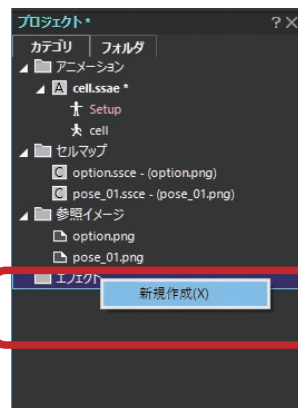 プロジェクト * ? ×
カテゴリ フォルダ
アニメーション
A cell.ssae *
Setup
cell
セルマップ
C option.ssce - (option.png)
C pose_01.ssce - (pose_01.png)
参照イメージ
option.png
pose_01.png
エフェクト
新規作成(X)